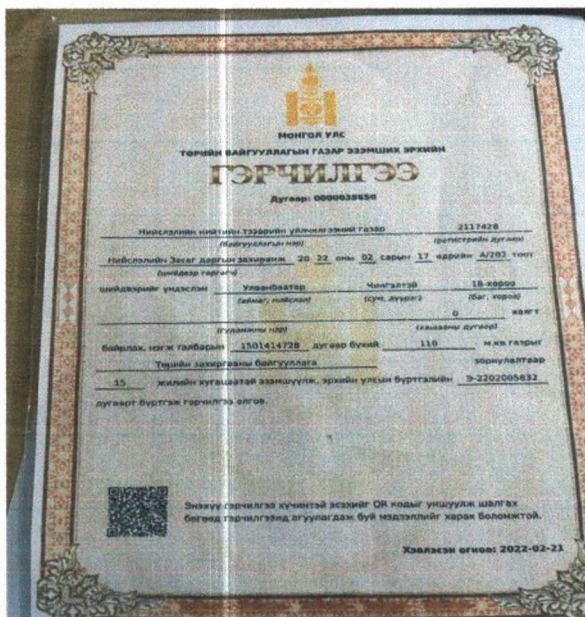 МОНГОЛ УЛС
ТӨРИЙН БАЙГУУЛЛАГЫН ГАЗАР ЭЗЭМШИХ ЭРХИЙН
ГЭРЧИЛГЭЭ
Дугаар: 0000035650
Нийслэлийн нийтийн тээврийн үйлчилгээний газар 2117428
(байгууллагын нэр) (регистрийн дугаар)
Нийслэлийн Засаг даргын захирамж 20 22 оны 02 сарын 17 өдрийн А/202 тоот
(шийдвэр гаргагч)
шийдвэрийг үндэслэн Улаанбаатар Чингэлтэй 18-хороо
(аймаг, нийслэл) (сум, дүүрэг) (баг, хороо)
0 хаягт
(гудамжны нэр) (хашааны дугаар)
байрлах, нэгж талбарын 1501414728 дугаар бүхий 110 м.кв газрыг
Төрийн захиргааны байгууллага зориулалтаар
15 жилийн хугацаатай эзэмшүүлж, эрхийн улсын бүртгэлийн Э-2202005632
дугаарт бүртгэж гэрчилгээ олгов.
Энэхүү гэрчилгээ хүчинтэй эсэхийг QR кодыг уншуулж шалгах
бөгөөд гэрчилгээнд агуулагдаж буй мэдээллийг харах боломжтой.
Хэвлэсэн огноо: 2022-02-21